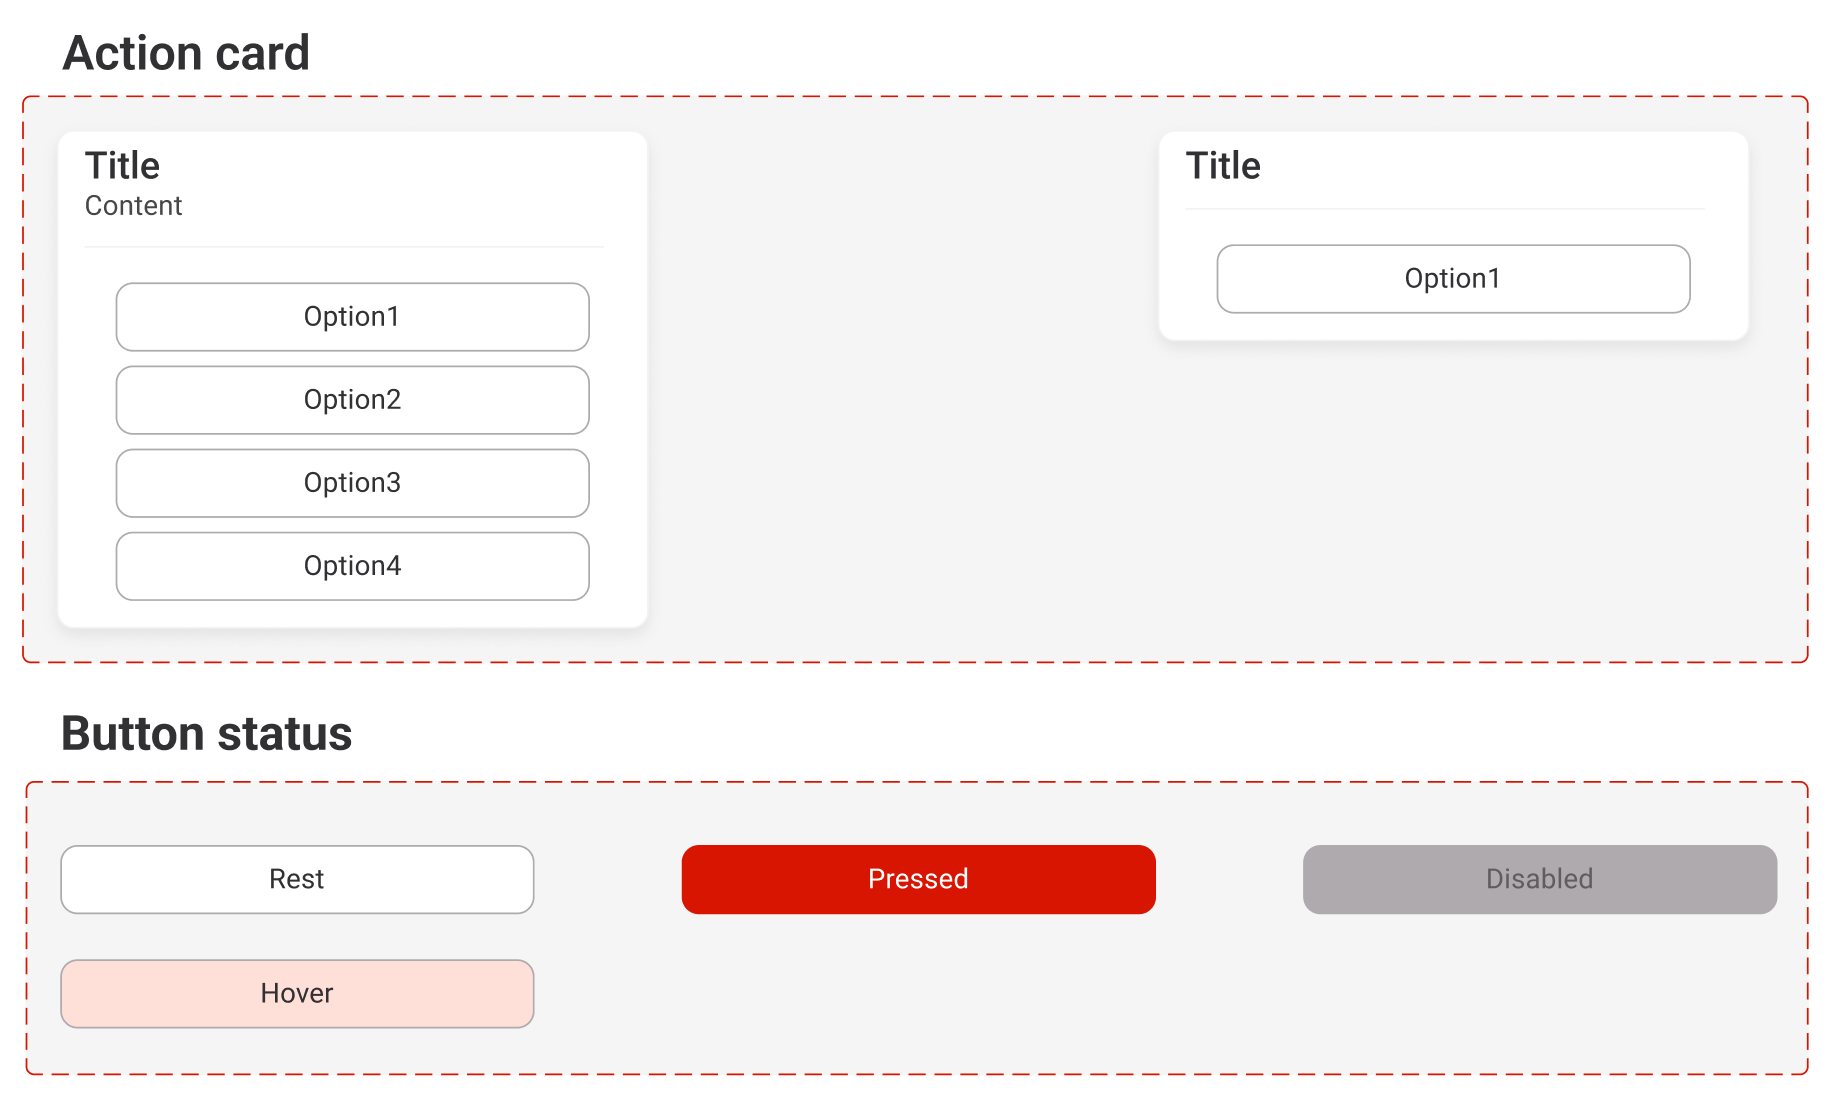 Action card
Title
Content
Option1
Option2
Option3
Option4
Title
Option1
Button status
Rest
Pressed
Disabled
Hover